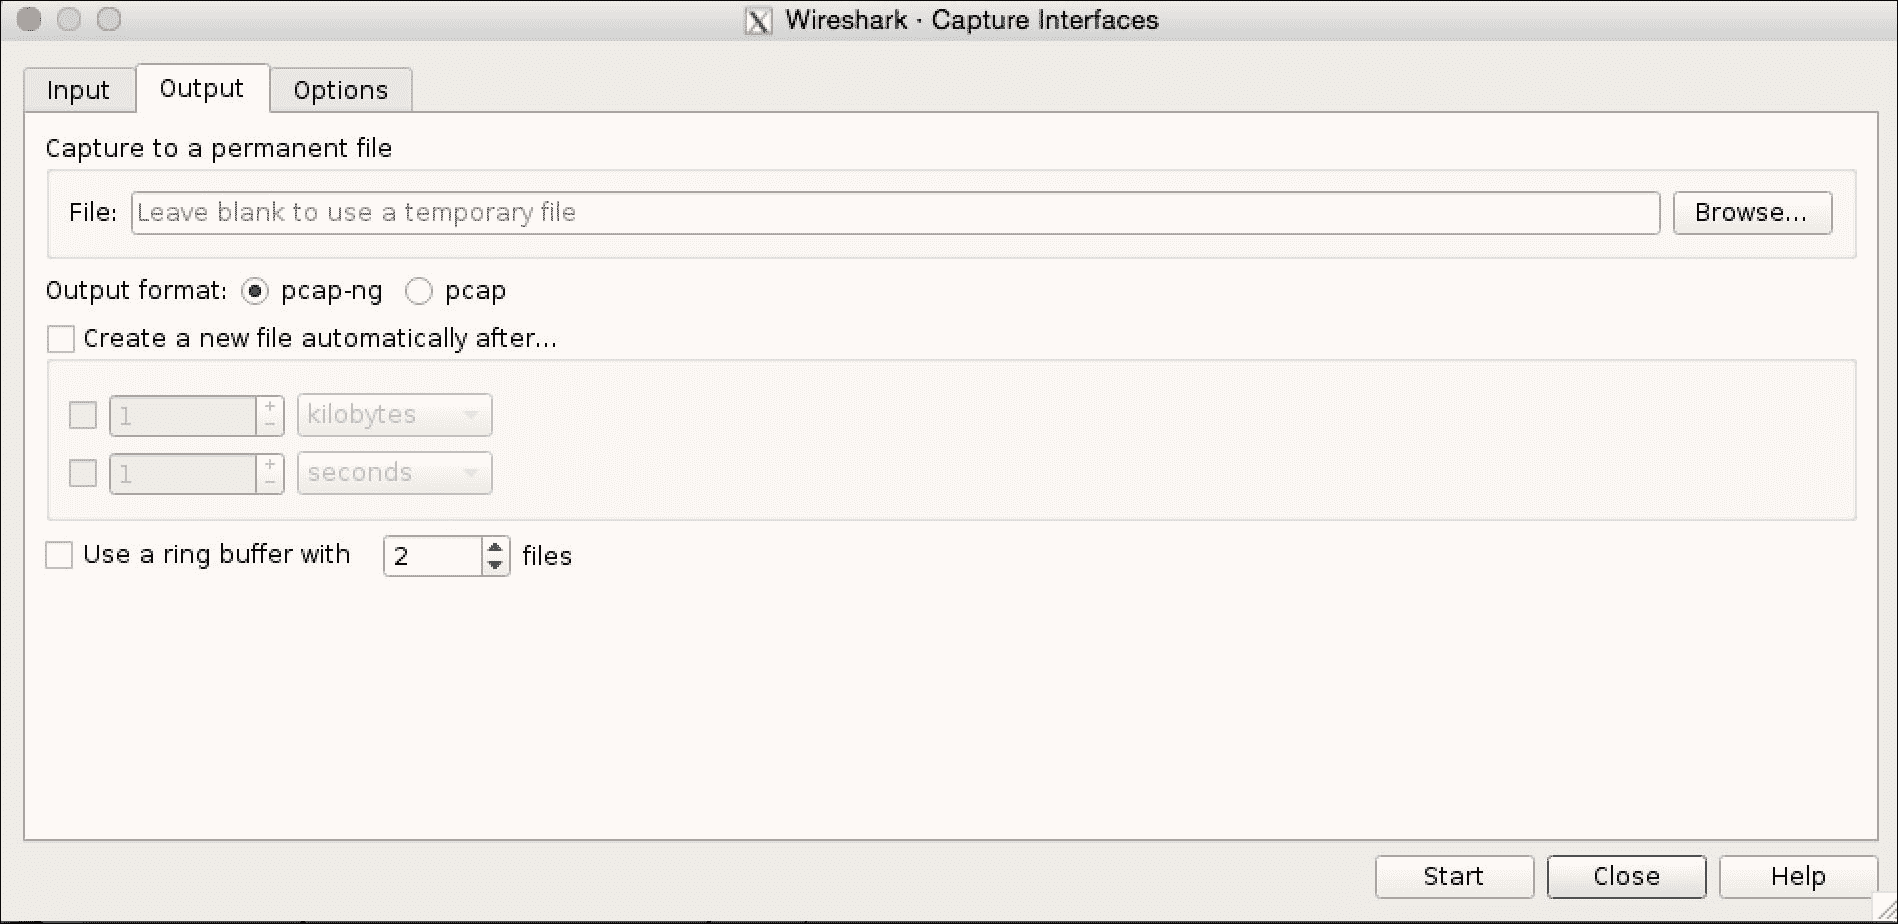 Wireshark · Capture Interfaces
Input Output Options
Capture to a permanent file
File: Leave blank to use a temporary file Browse...
Output format: pcap-ng pcap
Create a new file automatically after...
1 kilobytes
1 seconds
Use a ring buffer with 2 files
Start Close Help